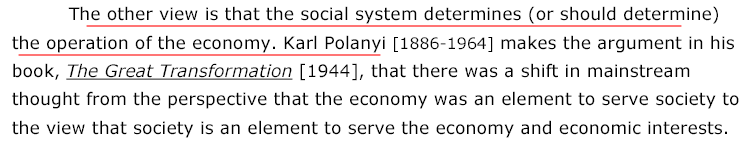 The other view is that the social system determines (or should determine)
the operation of the economy. Karl Polanyi [1886-1964] makes the argument in his
book, The Great Transformation [1944], that there was a shift in mainstream
thought from the perspective that the economy was an element to serve society to
the view that society is an element to serve the economy and economic interests.